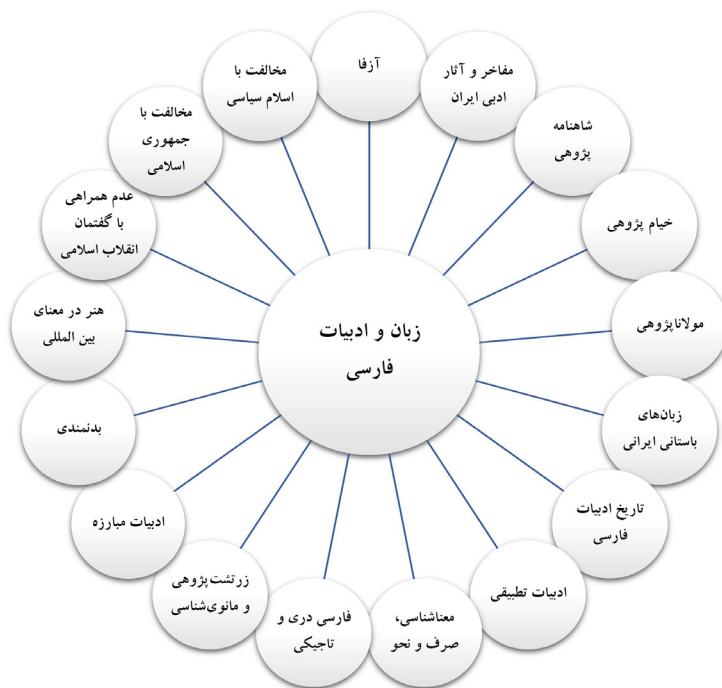 زبان و ادبیات
فارسی
آزفا
مفاخر و آثار
ادبی ایران
شاهنامه
پژوهی
خیام پژوهی
مولاناپژوهی
زبان‌های
باستانی ایرانی
تاریخ ادبیات
فارسی
ادبیات تطبیقی
معناشناسی،
صرف و نحو
فارسی دری و
تاجیکی
زرتشت‌پژوهی
و مانوی‌شناسی
ادبیات مبارزه
بدنمندی
هنر در معنای
بین المللی
عدم همراهی
با گفتمان
انقلاب اسلامی
مخالفت با
جمهوری
اسلامی
مخالفت با
اسلام سیاسی